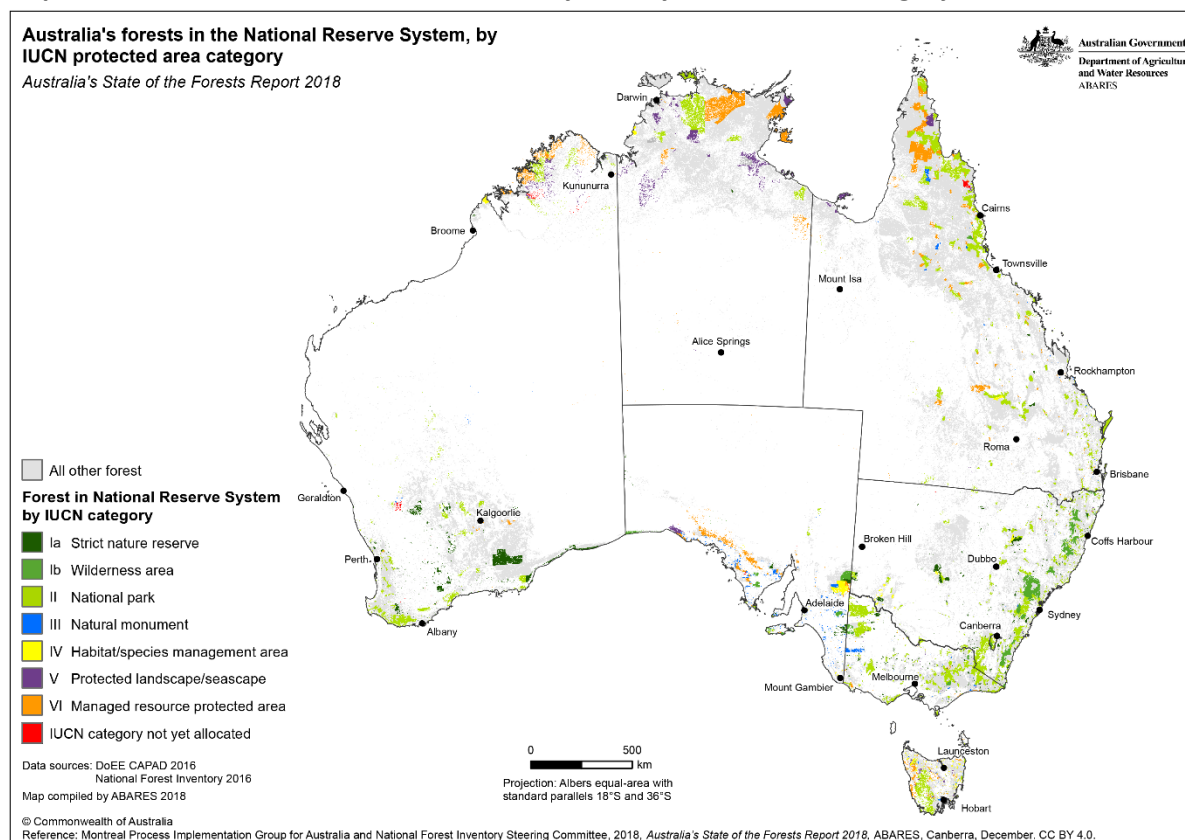 Australia's forests in the National Reserve System, by
IUCN protected area category
Australia's State of the Forests Report 2018
Australian Government
Department of Agricultur
and Water Resources
ABARES
Darwin
Kununurra
Broome
Cairns
Townsville
Mount Isa
Alice Springs
Rockhampton
Roma
Brisbane
Geraldton
Kalgoorlie
Perth
Albany
Broken Hill
Coffs Harbour
Dubbo
Adelaide
Sydney
Canberra
Mount Gambier
Melbourne
Launceston
Hobart
All other forest
Forest in National Reserve System
by IUCN category
Ia Strict nature reserve
Ib Wilderness area
II National park
III Natural monument
IV Habitat/species management area
V Protected landscape/seascape
VI Managed resource protected area
IUCN category not yet allocated
Data sources: DoEE CAPAD 2016
National Forest Inventory 2016
Map compiled by ABARES 2018
0 500
km
Projection: Albers equal-area with
standard parallels 18°S and 36°S
© Commonwealth of Australia
Reference: Montreal Process Implementation Group for Australia and National Forest Inventory Steering Committee, 2018, Australia's State of the Forests Report 2018, ABARES, Canberra, December. CC BY 4.0.